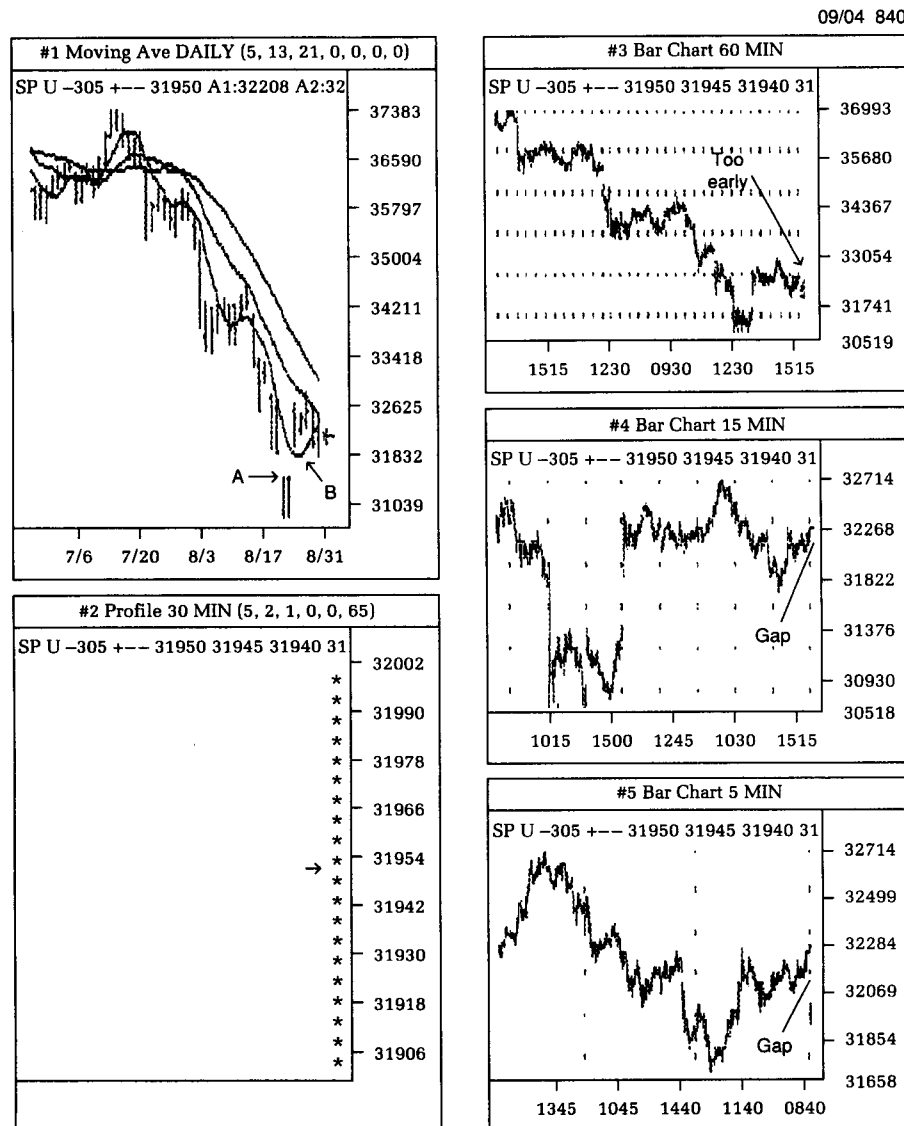 09/04 840
#1 Moving Ave DAILY (5, 13, 21, 0, 0, 0, 0)
SP U –305 +–– 31950 A1:32208 A2:32
37383
36590
35797
35004
34211
33418
32625
31832
31039
A
B
7/6 7/20 8/3 8/17 8/31
#2 Profile 30 MIN (5, 2, 1, 0, 0, 65)
SP U –305 +–– 31950 31945 31940 31
32002
31990
31978
31966
31954
31942
31930
31918
31906
#3 Bar Chart 60 MIN
SP U –305 +–– 31950 31945 31940 31
36993
35680
34367
33054
31741
30519
Too
early
1515 1230 0930 1230 1515
#4 Bar Chart 15 MIN
SP U –305 +–– 31950 31945 31940 31
32714
32268
31822
31376
30930
30518
Gap
1015 1500 1245 1030 1515
#5 Bar Chart 5 MIN
SP U –305 +–– 31950 31945 31940 31
32714
32499
32284
32069
31854
31658
Gap
1345 1045 1440 1140 0840